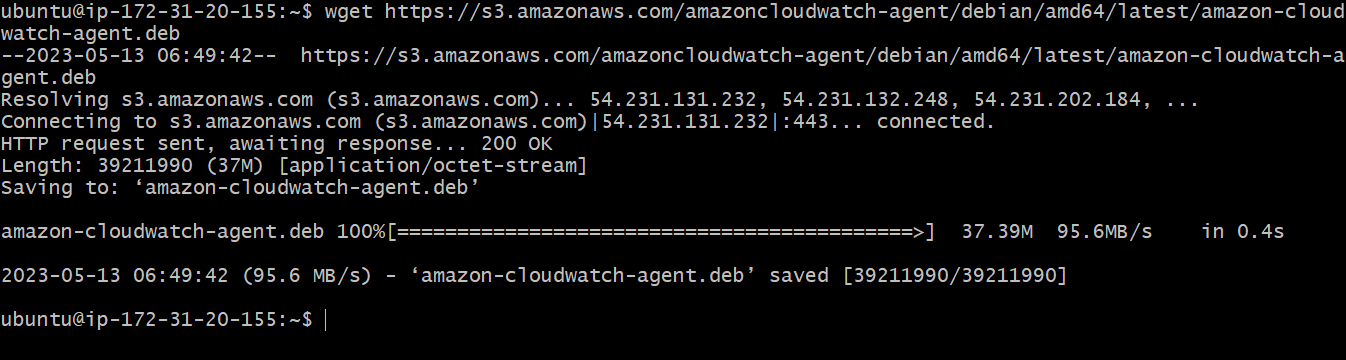 ubuntu@ip-172-31-20-155:~$ wget https://s3.amazonaws.com/amazoncloudwatch-agent/debian/amd64/latest/amazon-cloud
watch-agent.deb
--2023-05-13 06:49:42--  https://s3.amazonaws.com/amazoncloudwatch-agent/debian/amd64/latest/amazon-cloudwatch-a
gent.deb
Resolving s3.amazonaws.com (s3.amazonaws.com)... 54.231.131.232, 54.231.132.248, 54.231.202.184, ...
Connecting to s3.amazonaws.com (s3.amazonaws.com)|54.231.131.232|:443... connected.
HTTP request sent, awaiting response... 200 OK
Length: 39211990 (37M) [application/octet-stream]
Saving to: ‘amazon-cloudwatch-agent.deb’
amazon-cloudwatch-agent.deb 100%[===========================================>]  37.39M  95.6MB/s    in 0.4s
2023-05-13 06:49:42 (95.6 MB/s) - ‘amazon-cloudwatch-agent.deb’ saved [39211990/39211990]
ubuntu@ip-172-31-20-155:~$